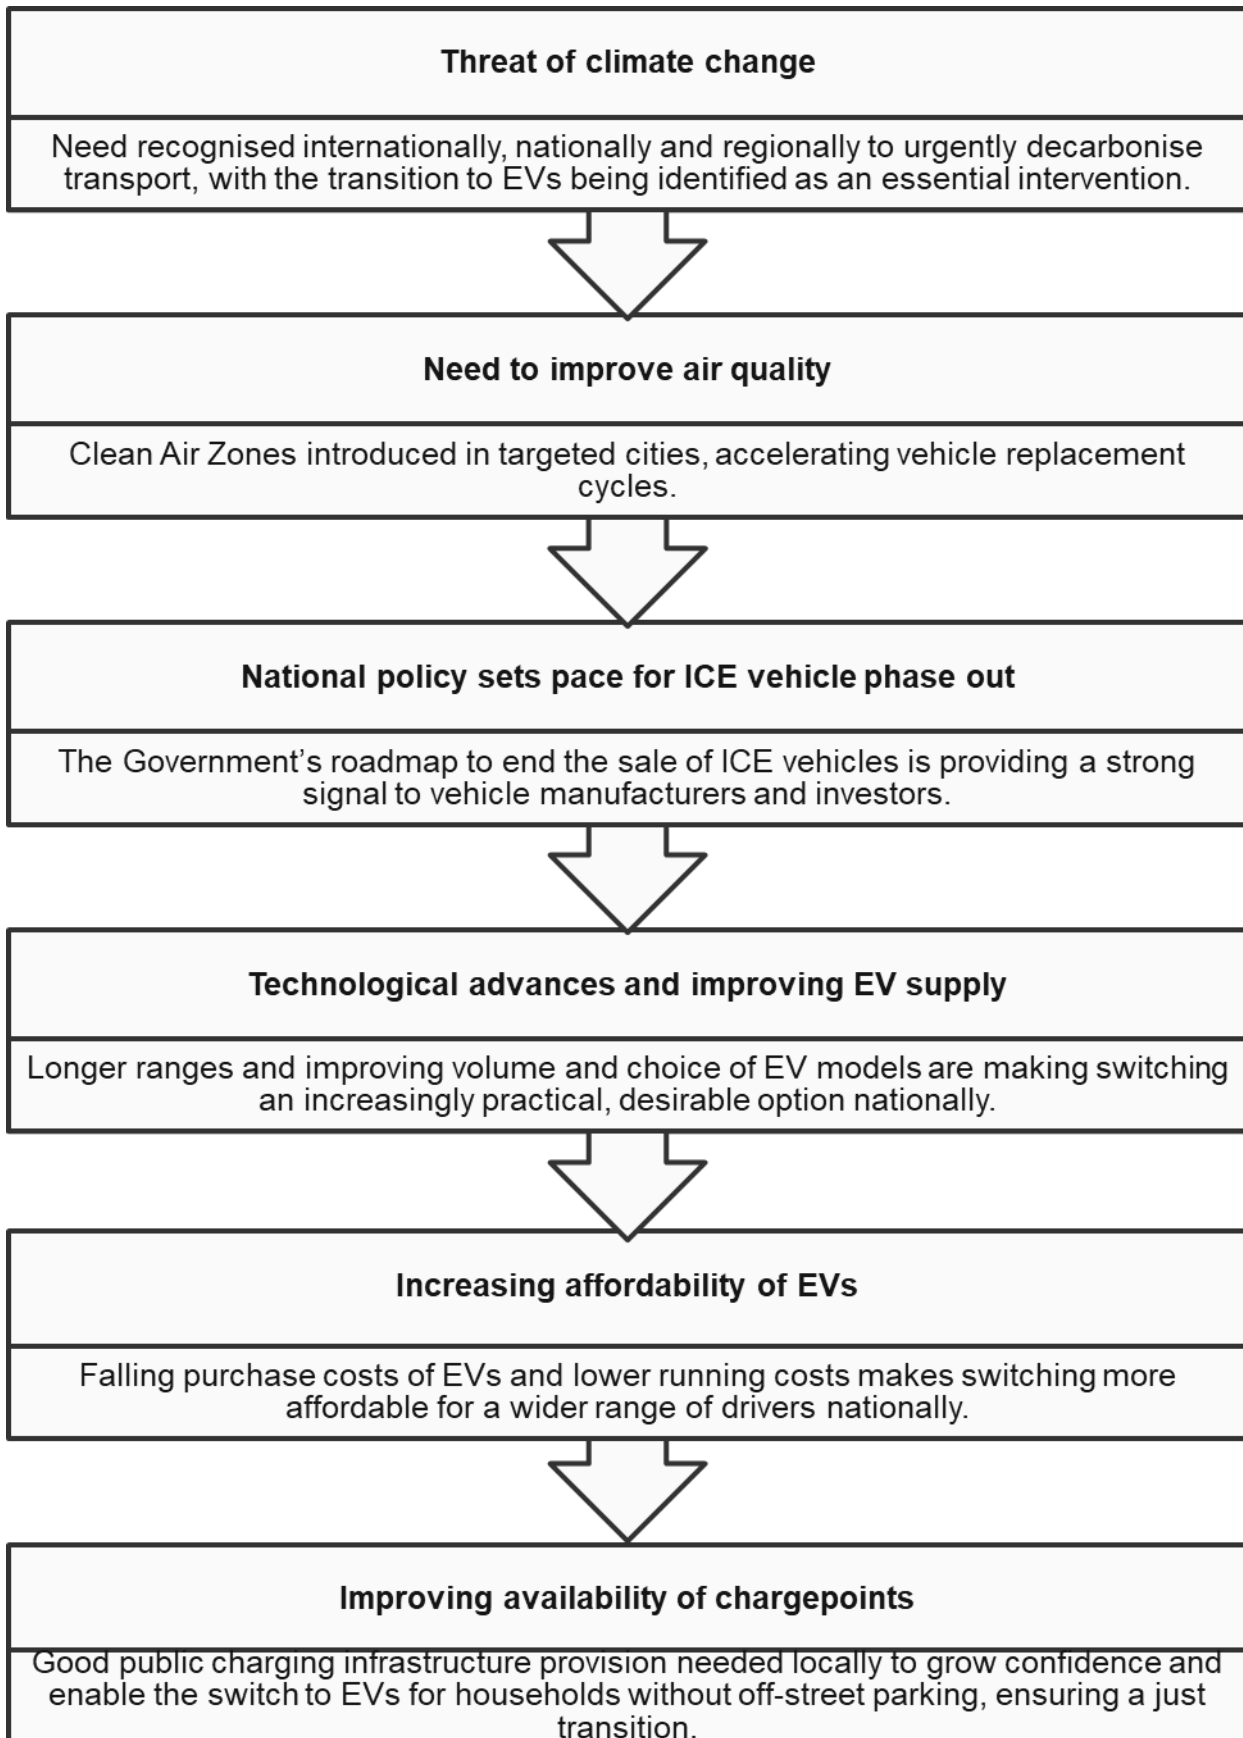 Threat of climate change
Need recognised internationally, nationally and regionally to urgently decarbonise
transport, with the transition to EVs being identified as an essential intervention.
Need to improve air quality
Clean Air Zones introduced in targeted cities, accelerating vehicle replacement
cycles.
National policy sets pace for ICE vehicle phase out
The Government’s roadmap to end the sale of ICE vehicles is providing a strong
signal to vehicle manufacturers and investors.
Technological advances and improving EV supply
Longer ranges and improving volume and choice of EV models are making switching
an increasingly practical, desirable option nationally.
Increasing affordability of EVs
Falling purchase costs of EVs and lower running costs makes switching more
affordable for a wider range of drivers nationally.
Improving availability of chargepoints
Good public charging infrastructure provision needed locally to grow confidence and
enable the switch to EVs for households without off-street parking, ensuring a just
transition.